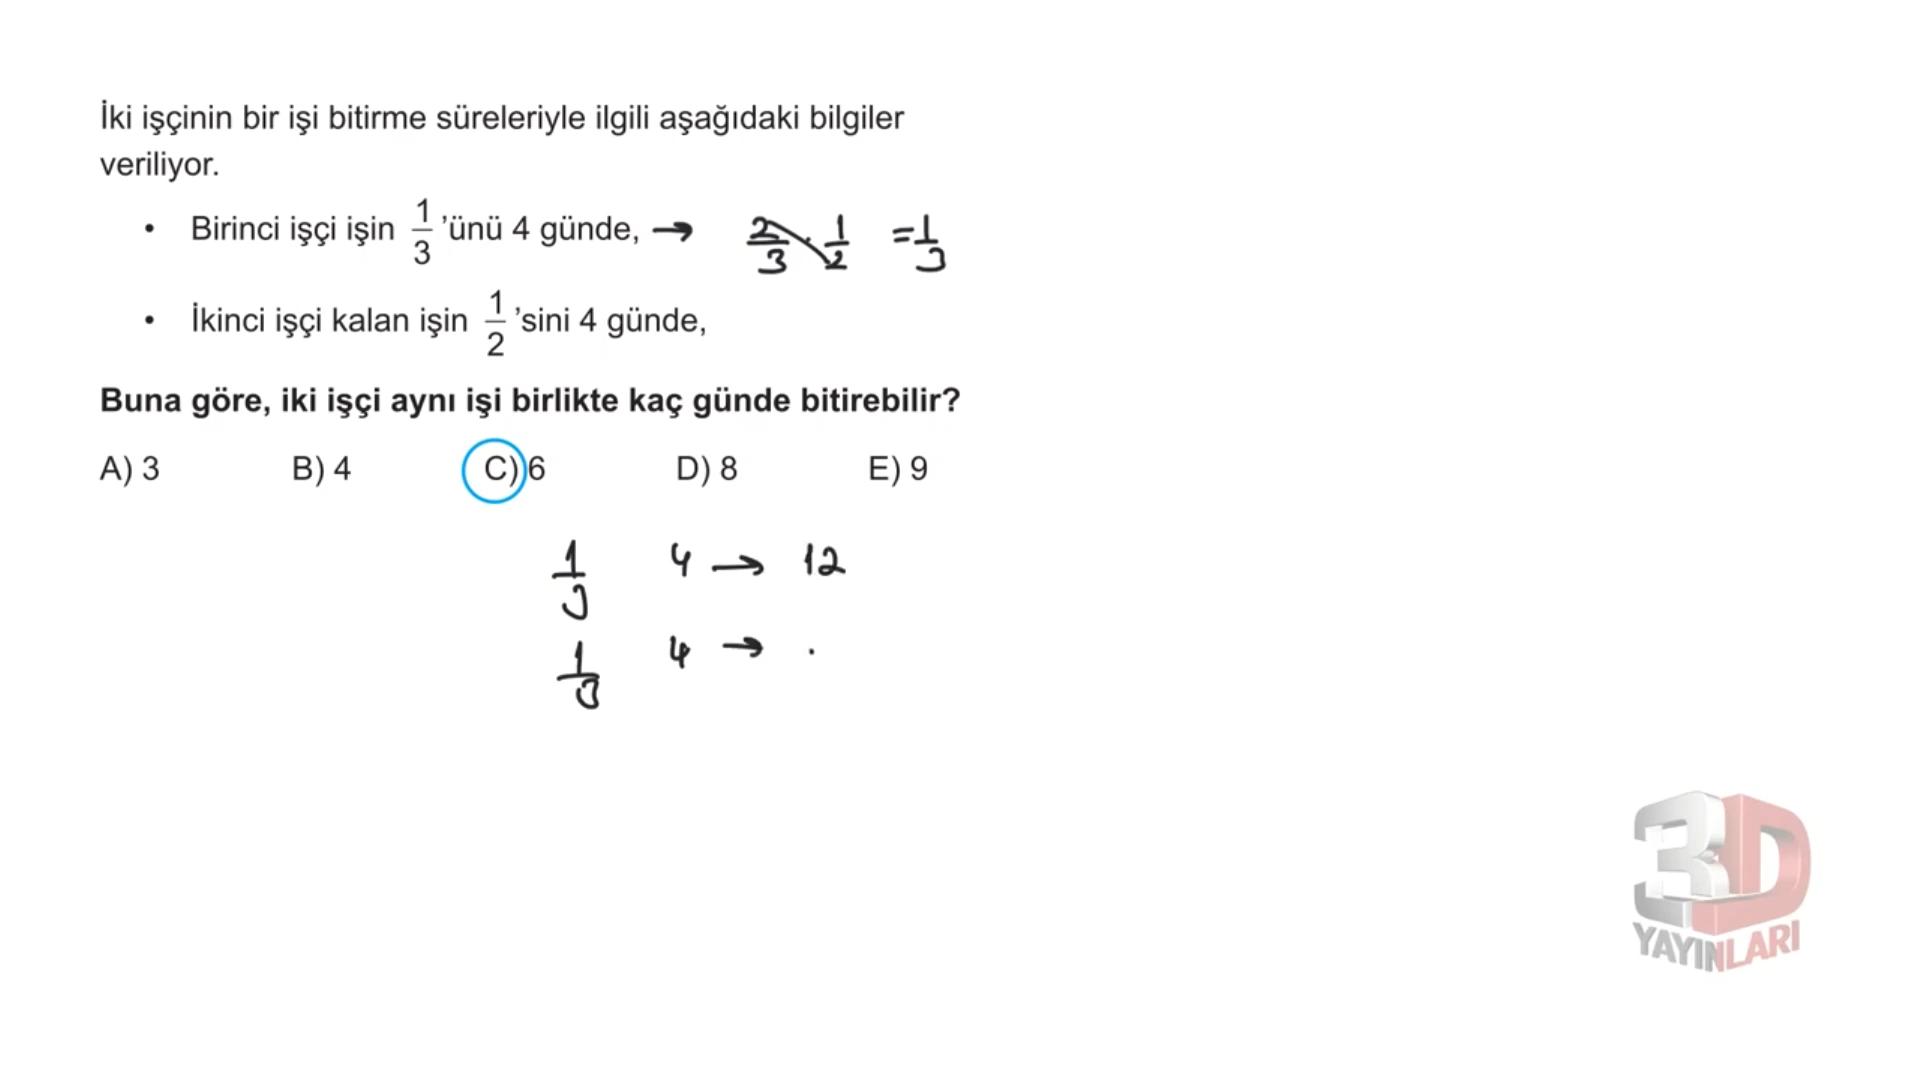 İki işçinin bir işi bitirme süreleriyle ilgili aşağıdaki bilgiler
veriliyor.
• Birinci işçi işin 1/3 'ünü 4 günde, → 2/3 · 1/2 = 1/3
• İkinci işçi kalan işin 1/2 'sini 4 günde,
Buna göre, iki işçi aynı işi birlikte kaç günde bitirebilir?
A) 3 B) 4 C) 6 D) 8 E) 9
1/3 4 → 12
1/3 4 → .
3D
YAYINLARI